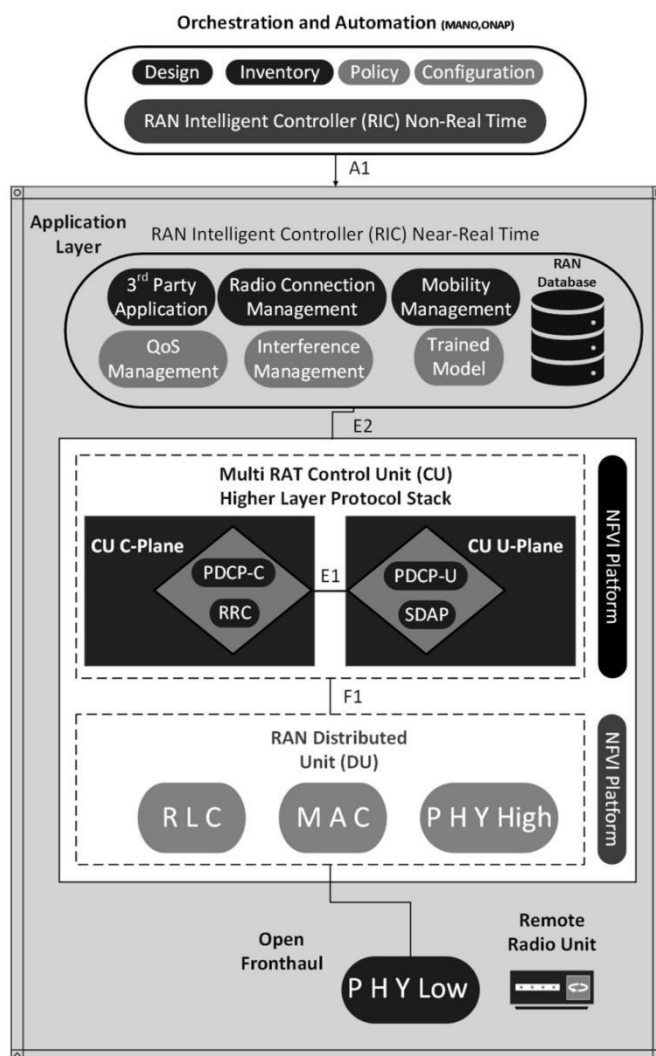 Orchestration and Automation (MANO,ONAP)
Design Inventory Policy Configuration
RAN Intelligent Controller (RIC) Non-Real Time
A1
Application
Layer
RAN Intelligent Controller (RIC) Near-Real Time
RAN
Database
3rd Party
Application
Radio Connection
Management
Mobility
Management
QoS
Management
Interference
Management
Trained
Model
E2
Multi RAT Control Unit (CU)
Higher Layer Protocol Stack
NFVI Platform
CU C-Plane
PDCP-C
RRC
E1
CU U-Plane
PDCP-U
SDAP
F1
RAN Distributed
Unit (DU)
NFVI Platform
R L C
M A C
P H Y High
Open
Fronthaul
P H Y Low
Remote
Radio Unit